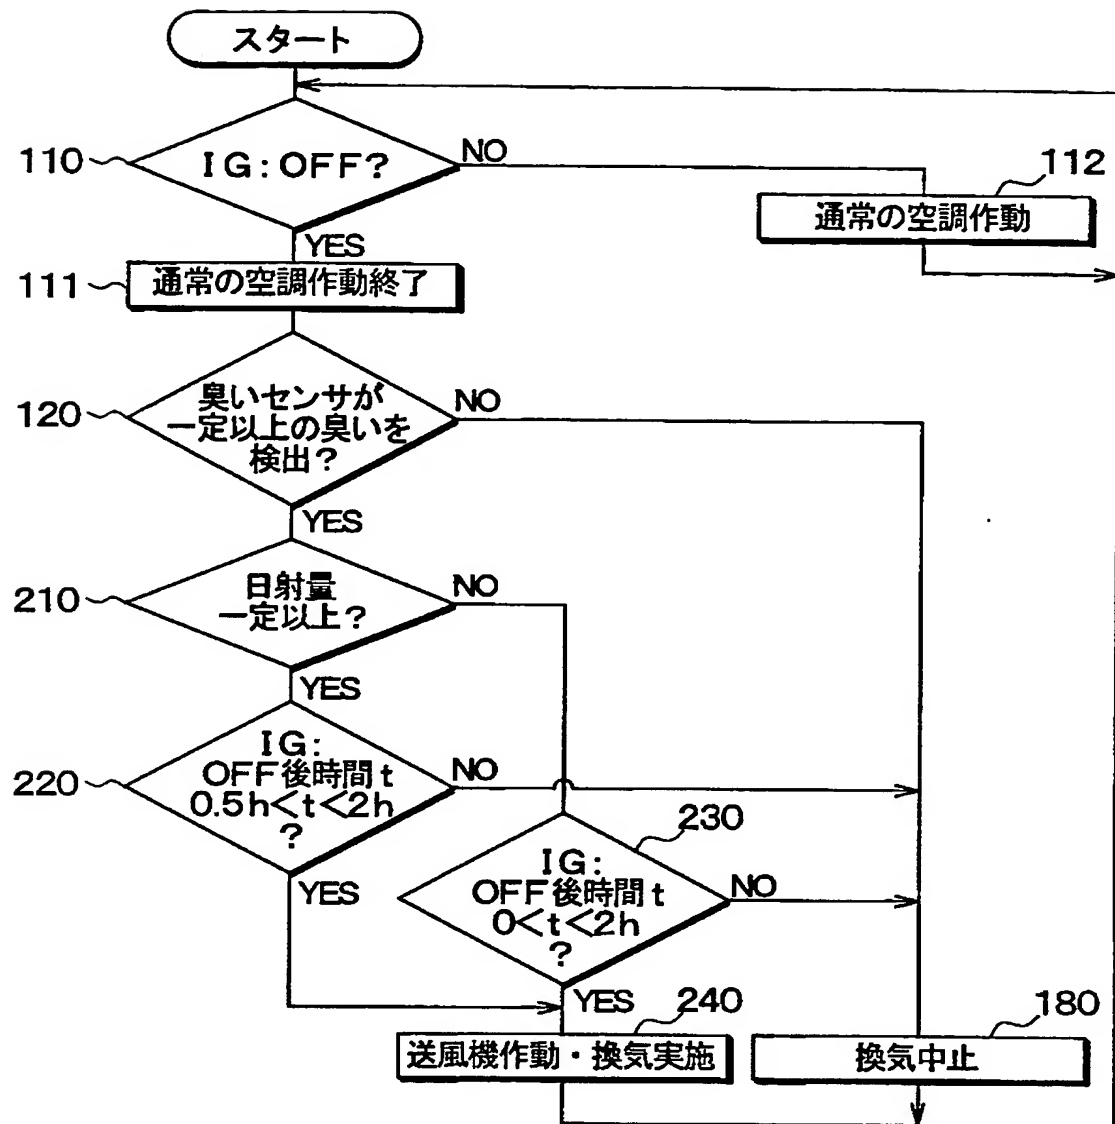 スタート
110
IG:OFF?
NO
112
通常の空調作動
YES
111
通常の空調作動終了
120
臭いセンサが
一定以上の臭いを
検出?
NO
YES
210
日射量
一定以上?
NO
YES
220
IG:
OFF後時間t
0.5h<t<2h
?
NO
YES
230
IG:
OFF後時間t
0<t<2h
?
NO
YES
240
送風機作動・換気実施
180
換気中止